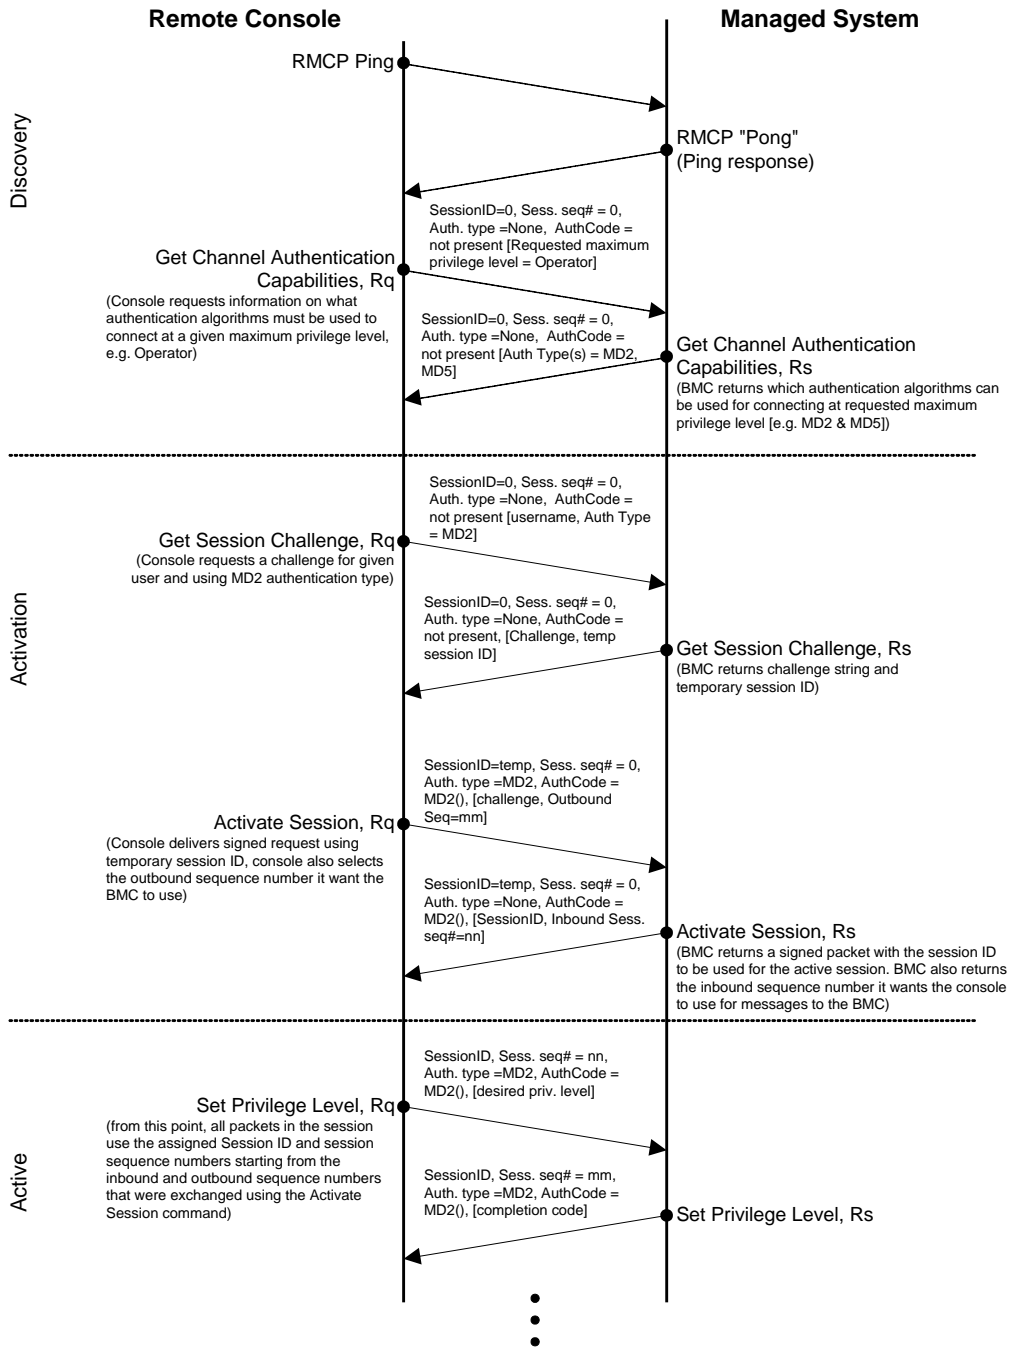 Remote Console
Managed System
Discovery
RMCP Ping
RMCP "Pong"
(Ping response)
SessionID=0, Sess. seq# = 0,
Auth. type =None, AuthCode =
not present [Requested maximum
privilege level = Operator]
Get Channel Authentication
Capabilities, Rq
(Console requests information on what
authentication algorithms must be used to
connect at a given maximum privilege level,
e.g. Operator)
SessionID=0, Sess. seq# = 0,
Auth. type =None, AuthCode =
not present [Auth Type(s) = MD2,
MD5]
Get Channel Authentication
Capabilities, Rs
(BMC returns which authentication algorithms can
be used for connecting at requested maximum
privilege level [e.g. MD2 & MD5])
Activation
SessionID=0, Sess. seq# = 0,
Auth. type =None, AuthCode =
not present [username, Auth Type
= MD2]
Get Session Challenge, Rq
(Console requests a challenge for given
user and using MD2 authentication type)
SessionID=0, Sess. seq# = 0,
Auth. type =None, AuthCode =
not present, [Challenge, temp
session ID]
Get Session Challenge, Rs
(BMC returns challenge string and
temporary session ID)
SessionID=temp, Sess. seq# = 0,
Auth. type =MD2, AuthCode =
MD2(), [challenge, Outbound
Seq=mm]
Activate Session, Rq
(Console delivers signed request using
temporary session ID, console also selects
the outbound sequence number it want the
BMC to use)
SessionID=temp, Sess. seq# = 0,
Auth. type =None, AuthCode =
MD2(), [SessionID, Inbound Sess.
seq#=nn]
Activate Session, Rs
(BMC returns a signed packet with the session ID
to be used for the active session. BMC also returns
the inbound sequence number it wants the console
to use for messages to the BMC)
Active
SessionID, Sess. seq# = nn,
Auth. type =MD2, AuthCode =
MD2(), [desired priv. level]
Set Privilege Level, Rq
(from this point, all packets in the session
use the assigned Session ID and session
sequence numbers starting from the
inbound and outbound sequence numbers
that were exchanged using the Activate
Session command)
SessionID, Sess. seq# = mm,
Auth. type =MD2, AuthCode =
MD2(), [completion code]
Set Privilege Level, Rs